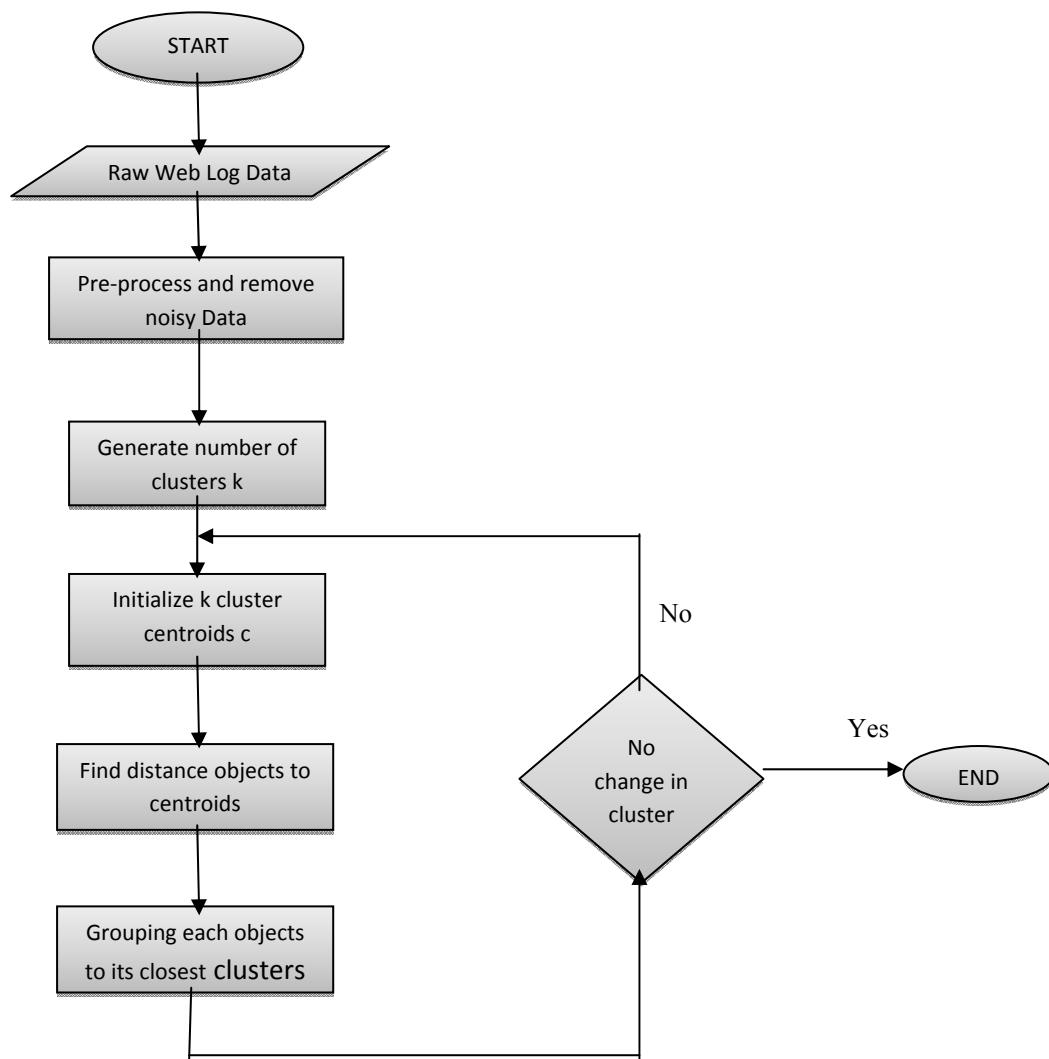 START
Raw Web Log Data
Pre-process and remove
noisy Data
Generate number of
clusters k
Initialize k cluster
centroids c
Find distance objects to
centroids
Grouping each objects
to its closest clusters
No
change in
cluster
No
Yes
END